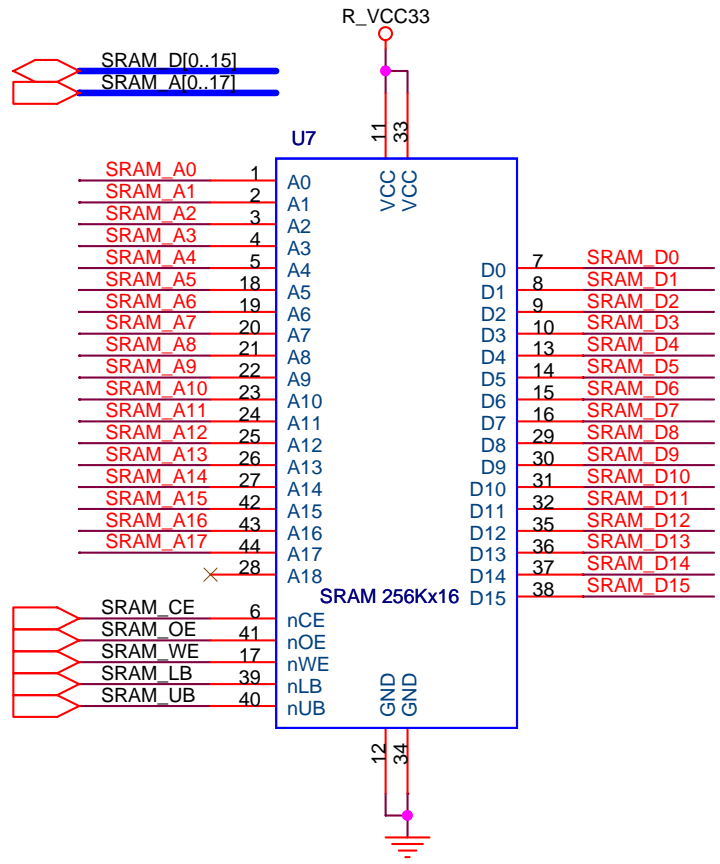 R_VCC33
SRAM_D[0..15]
SRAM_A[0..17]
U7
11 33
VCC VCC
SRAM_A0 1 A0
SRAM_A1 2 A1
SRAM_A2 3 A2
SRAM_A3 4 A3
SRAM_A4 5 A4 D0 7 SRAM_D0
SRAM_A5 18 A5 D1 8 SRAM_D1
SRAM_A6 19 A6 D2 9 SRAM_D2
SRAM_A7 20 A7 D3 10 SRAM_D3
SRAM_A8 21 A8 D4 13 SRAM_D4
SRAM_A9 22 A9 D5 14 SRAM_D5
SRAM_A10 23 A10 D6 15 SRAM_D6
SRAM_A11 24 A11 D7 16 SRAM_D7
SRAM_A12 25 A12 D8 29 SRAM_D8
SRAM_A13 26 A13 D9 30 SRAM_D9
SRAM_A14 27 A14 D10 31 SRAM_D10
SRAM_A15 42 A15 D11 32 SRAM_D11
SRAM_A16 43 A16 D12 35 SRAM_D12
SRAM_A17 44 A17 D13 36 SRAM_D13
28 A18 D14 37 SRAM_D14
SRAM 256Kx16 D15 38 SRAM_D15
SRAM_CE 6 nCE
SRAM_OE 41 nOE
SRAM_WE 17 nWE
SRAM_LB 39 nLB
SRAM_UB 40 nUB
GND GND
12 34